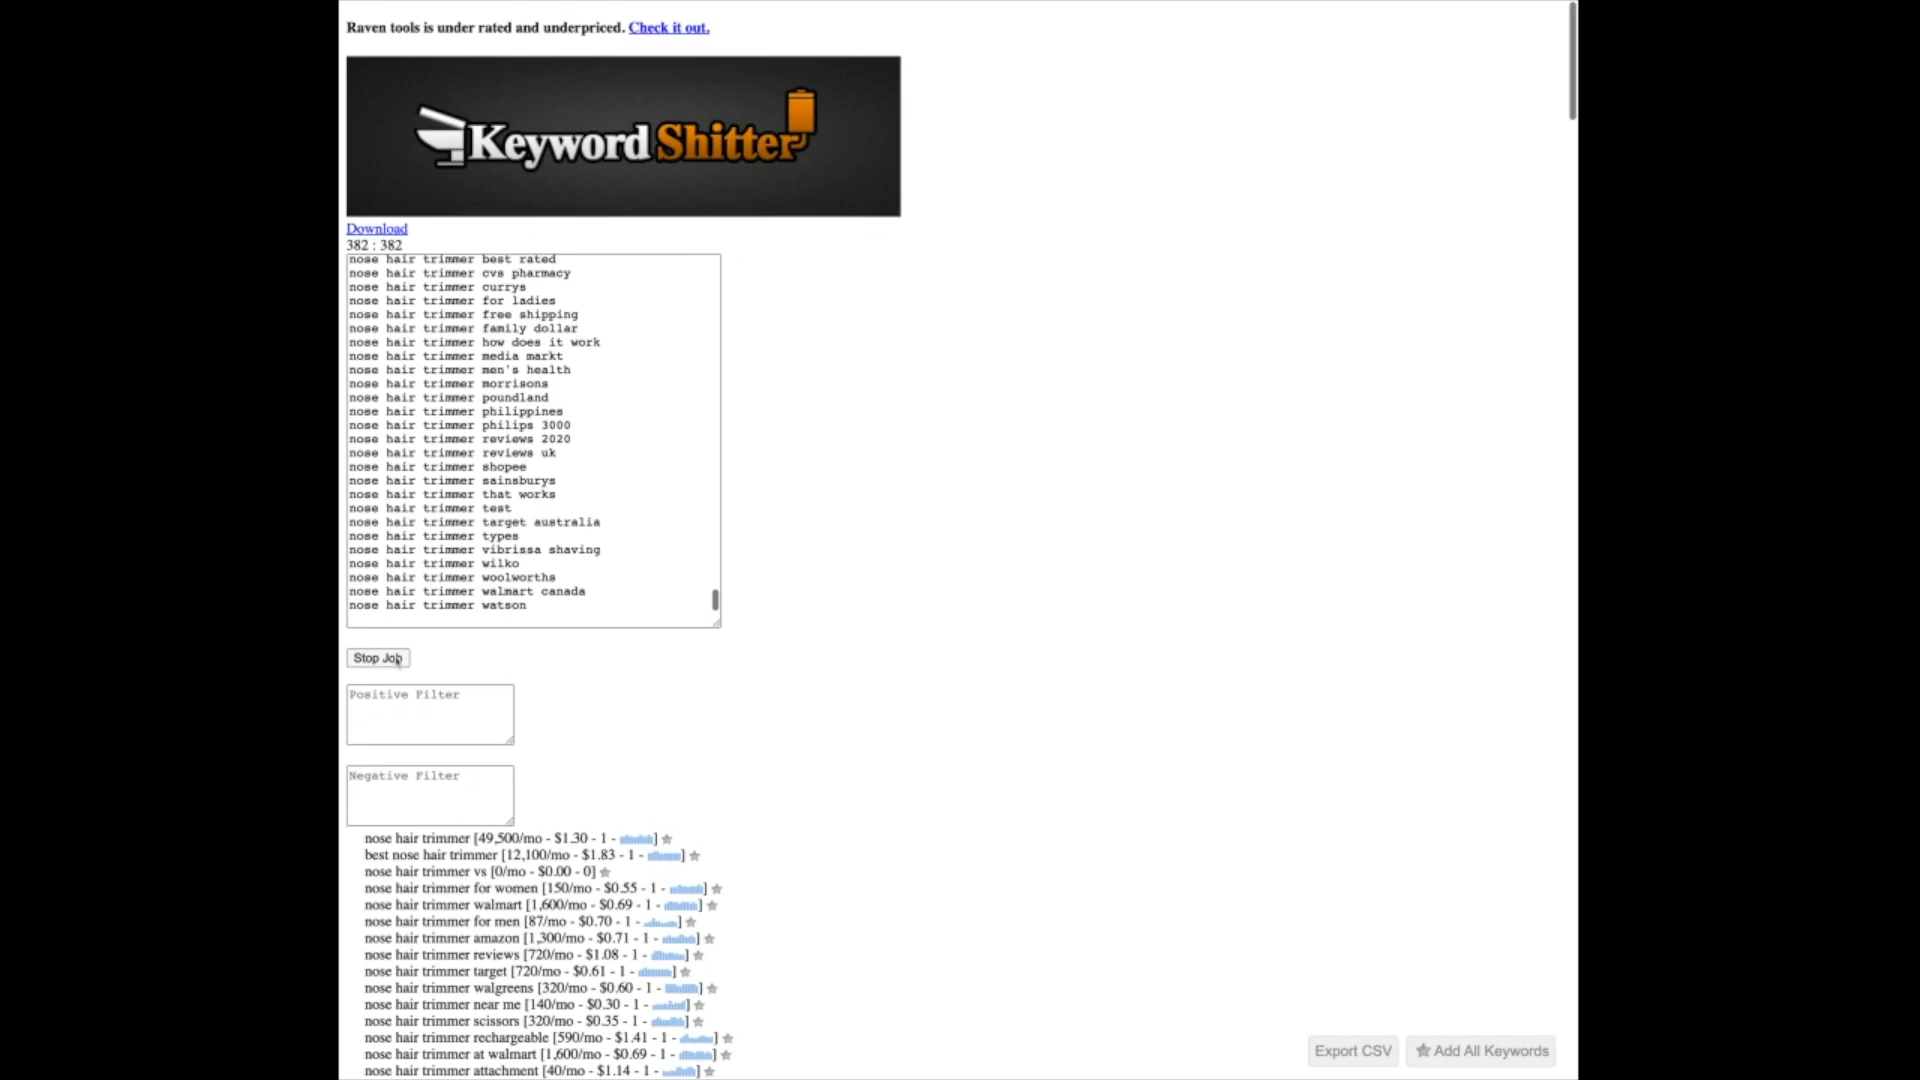 Raven tools is under rated and underpriced. Check it out.
Keyword Shitter
Download
382 : 382
nose hair trimmer best rated
nose hair trimmer cvs pharmacy
nose hair trimmer currys
nose hair trimmer for ladies
nose hair trimmer free shipping
nose hair trimmer family dollar
nose hair trimmer how does it work
nose hair trimmer media markt
nose hair trimmer men's health
nose hair trimmer morrisons
nose hair trimmer poundland
nose hair trimmer philippines
nose hair trimmer philips 3000
nose hair trimmer reviews 2020
nose hair trimmer reviews uk
nose hair trimmer shopee
nose hair trimmer sainsburys
nose hair trimmer that works
nose hair trimmer test
nose hair trimmer target australia
nose hair trimmer types
nose hair trimmer vibrissa shaving
nose hair trimmer wilko
nose hair trimmer woolworths
nose hair trimmer walmart canada
nose hair trimmer watson
Stop Job
Positive Filter
Negative Filter
nose hair trimmer [49,500/mo - $1.30 - 1 - ]
best nose hair trimmer [12,100/mo - $1.83 - 1 - ]
nose hair trimmer vs [0/mo - $0.00 - 0]
nose hair trimmer for women [150/mo - $0.55 - 1 - ]
nose hair trimmer walmart [1,600/mo - $0.69 - 1 - ]
nose hair trimmer for men [87/mo - $0.70 - 1 - ]
nose hair trimmer amazon [1,300/mo - $0.71 - 1 - ]
nose hair trimmer reviews [720/mo - $1.08 - 1 - ]
nose hair trimmer target [720/mo - $0.61 - 1 - ]
nose hair trimmer walgreens [320/mo - $0.60 - 1 - ]
nose hair trimmer near me [140/mo - $0.30 - 1 - ]
nose hair trimmer scissors [320/mo - $0.35 - 1 - ]
nose hair trimmer rechargeable [590/mo - $1.41 - 1 - ]
nose hair trimmer at walmart [1,600/mo - $0.69 - 1 - ]
nose hair trimmer attachment [40/mo - $1.14 - 1 - ]
Export CSV
Add All Keywords